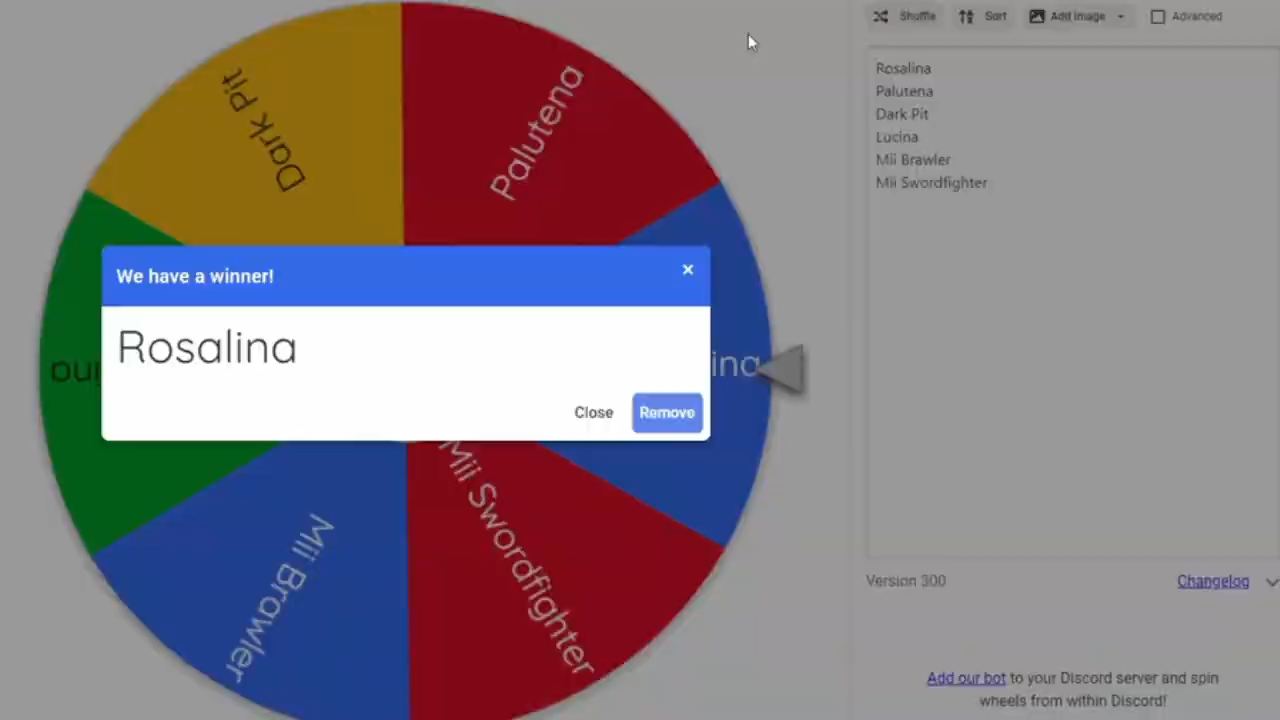 Shuffle
Sort
Add image
Advanced
Rosalina
Palutena
Dark Pit
Lucina
Mii Brawler
Mii Swordfighter
Dark Pit
Palutena
We have a winner!
Rosalina
Close
Remove
ina
Mii Swordfighter
Mii Brawler
Version 300
Changelog
Add our bot to your Discord server and spin
wheels from within Discord!